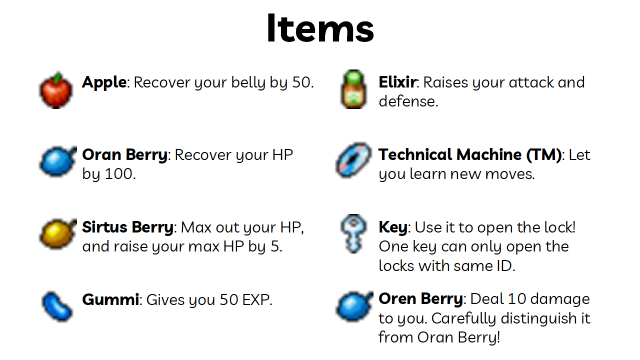 Items
Apple: Recover your belly by 50.
Oran Berry: Recover your HP
by 100.
Sirtus Berry: Max out your HP,
and raise your max HP by 5.
Gummi: Gives you 50 EXP.
Elixir: Raises your attack and
defense.
Technical Machine (TM): Let
you learn new moves.
Key: Use it to open the lock!
One key can only open the
locks with same ID.
Oren Berry: Deal 10 damage
to you. Carefully distinguish it
from Oran Berry!